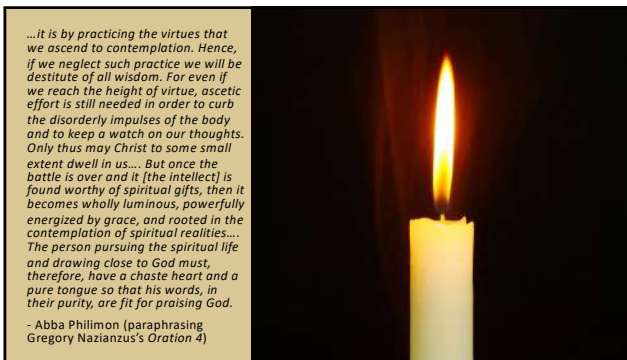 …it is by practicing the virtues that
we ascend to contemplation. Hence,
if we neglect such practice we will be
destitute of all wisdom. For even if
we reach the height of virtue, ascetic
effort is still needed in order to curb
the disorderly impulses of the body
and to keep a watch on our thoughts.
Only thus may Christ to some small
extent dwell in us…. But once the
battle is over and it [the intellect] is
found worthy of spiritual gifts, then it
becomes wholly luminous, powerfully
energized by grace, and rooted in the
contemplation of spiritual realities….
The person pursuing the spiritual life
and drawing close to God must,
therefore, have a chaste heart and a
pure tongue so that his words, in
their purity, are fit for praising God.
- Abba Philimon (paraphrasing
Gregory Nazianzus's Oration 4)